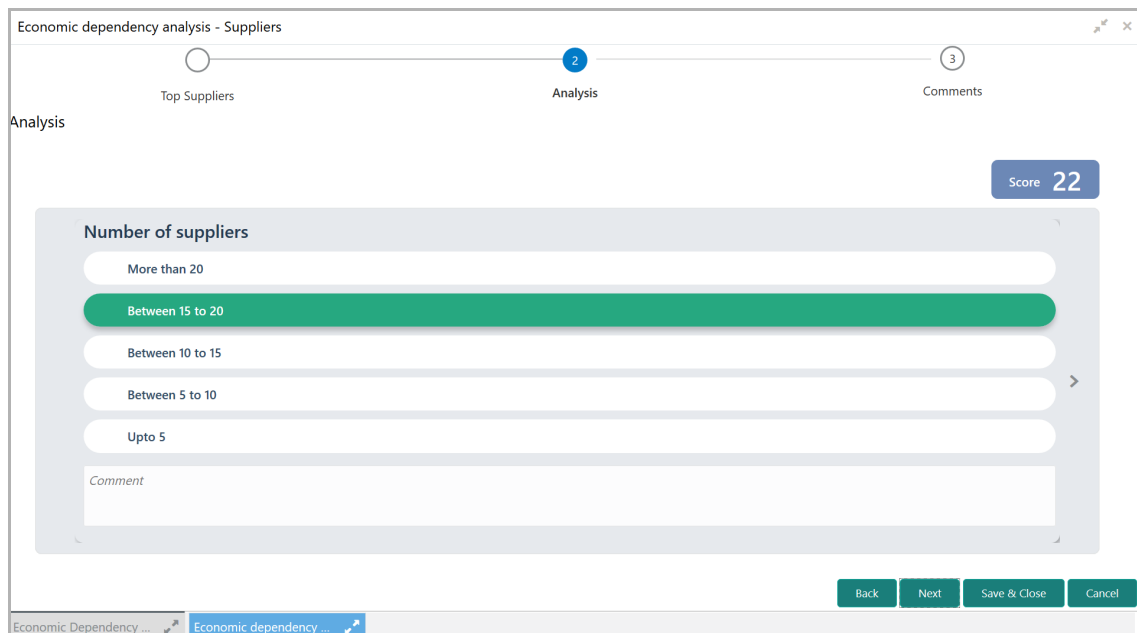 Economic dependency analysis - Suppliers
2
3
Top Suppliers
Analysis
Comments
Analysis
Score 22
Number of suppliers
More than 20
Between 15 to 20
Between 10 to 15
Between 5 to 10
Upto 5
Comment
Back
Next
Save & Close
Cancel
Economic Dependency ...
Economic dependency ...